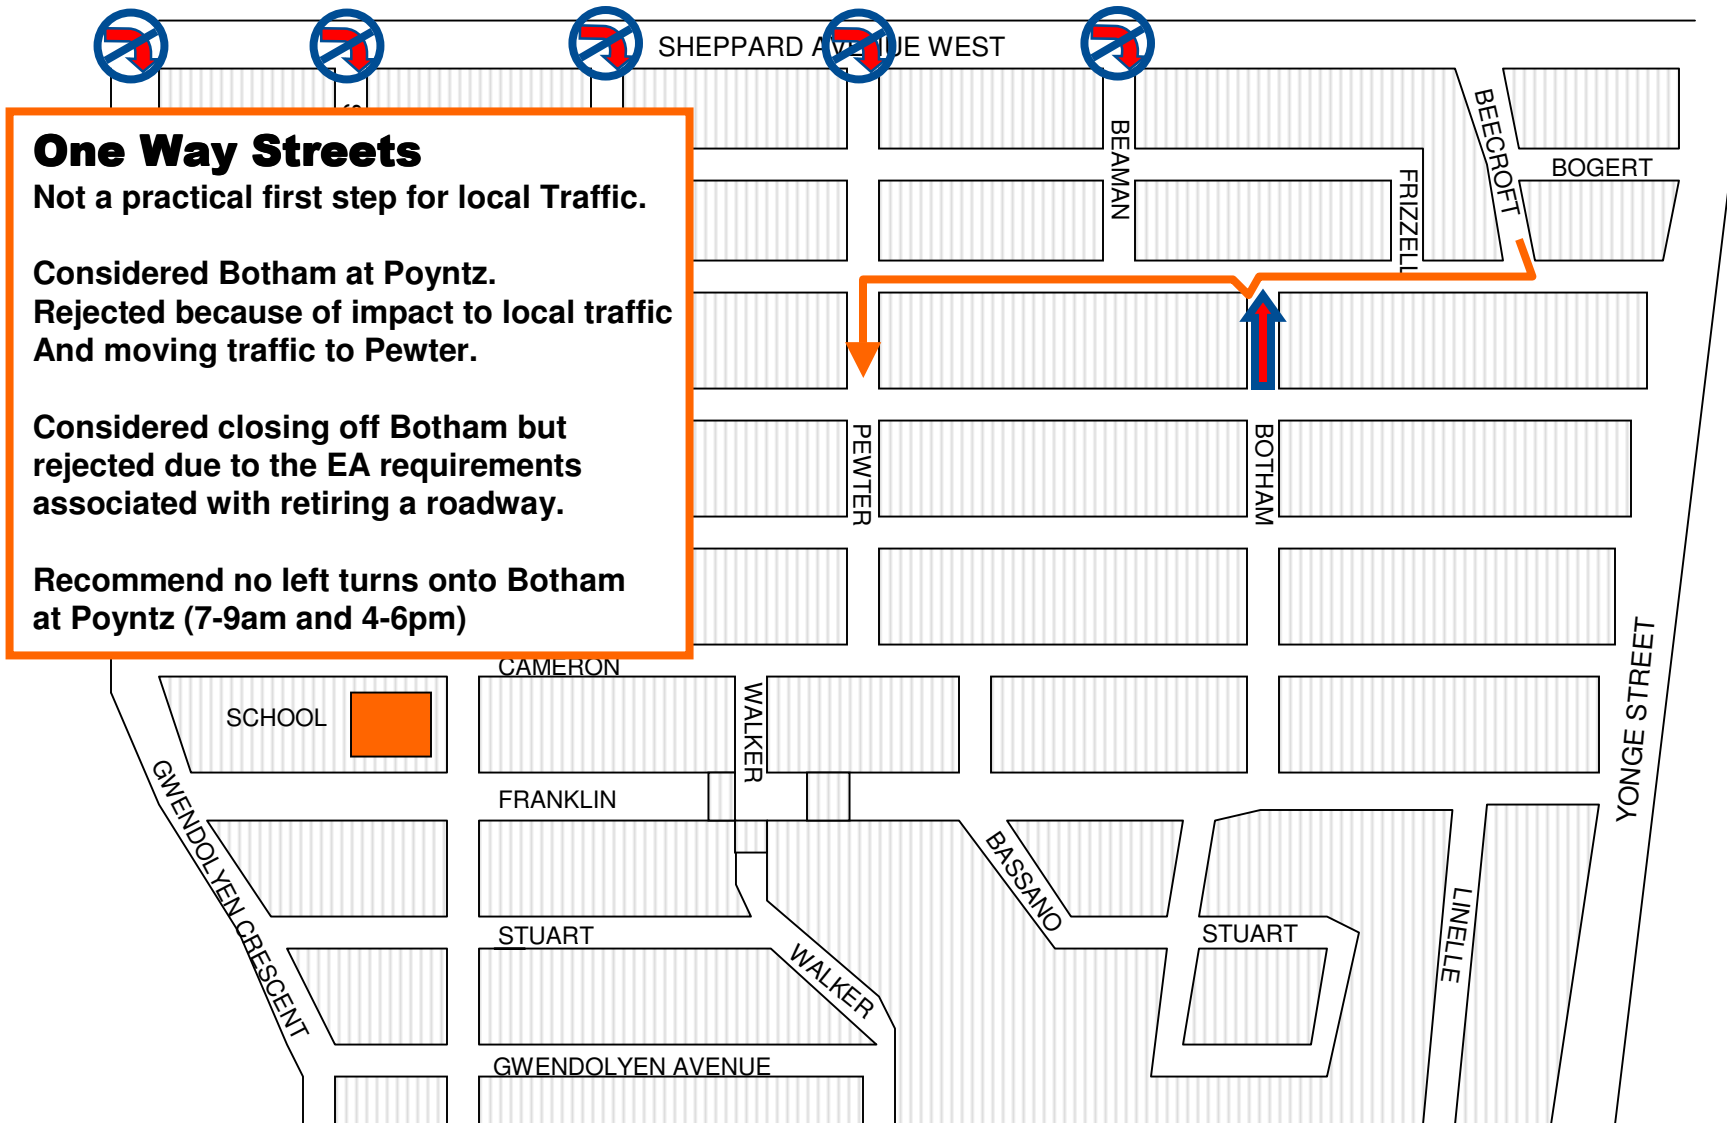 SHEPPARD AVENUE WEST
One Way Streets
Not a practical first step for local Traffic.
Considered Botham at Poyntz.
Rejected because of impact to local traffic
And moving traffic to Pewter.
Considered closing off Botham but
rejected due to the EA requirements
associated with retiring a roadway.
Recommend no left turns onto Botham
at Poyntz (7-9am and 4-6pm)
BEAMAN
FRIZZELL
BEECROFT
BOGERT
PEWTER
BOTHAM
YONGE STREET
CAMERON
SCHOOL
WALKER
FRANKLIN
GWENDOLYEN CRESCENT
BASSANO
STUART
STUART
LINELLE
WALKER
GWENDOLYEN AVENUE